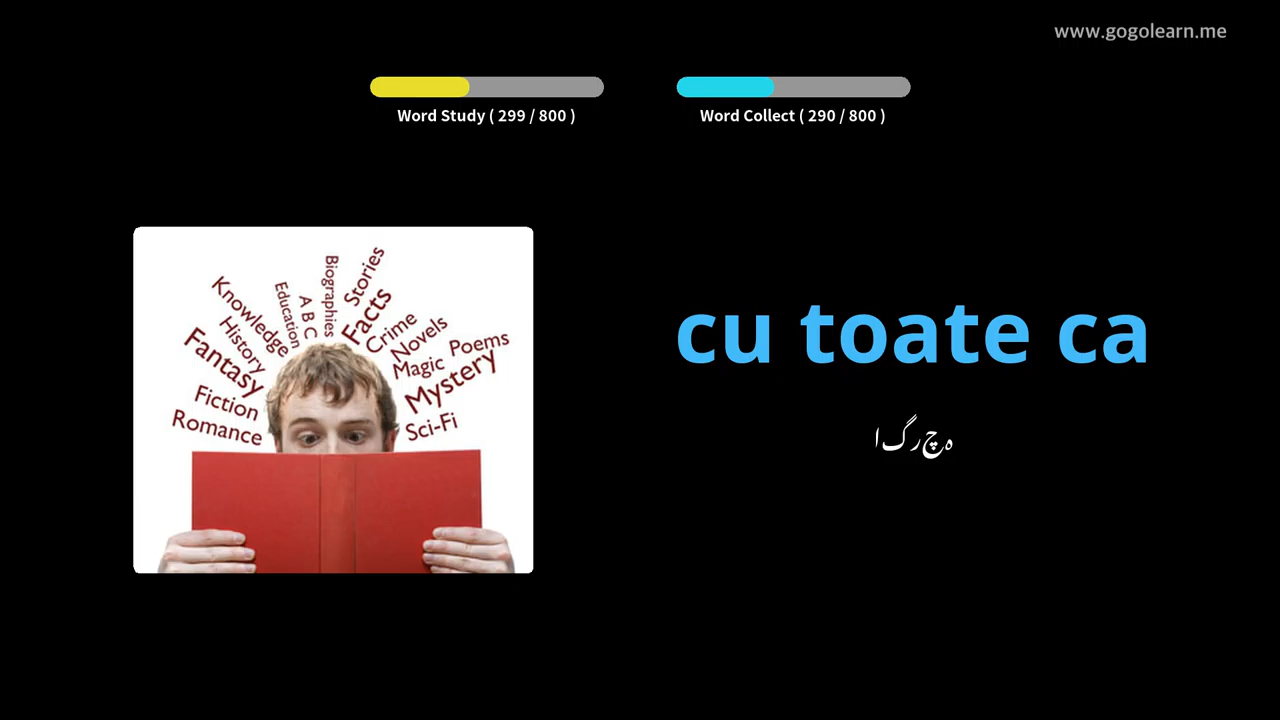 www.gogolearn.me
Word Study ( 299 / 800 )
Word Collect ( 290 / 800 )
Biographies
Stories
Education
A B C
Facts
Knowledge
Crime
History
Novels
Fantasy
Magic
Poems
Fiction
Mystery
Romance
Sci-Fi
cu toate ca
ہچرگا